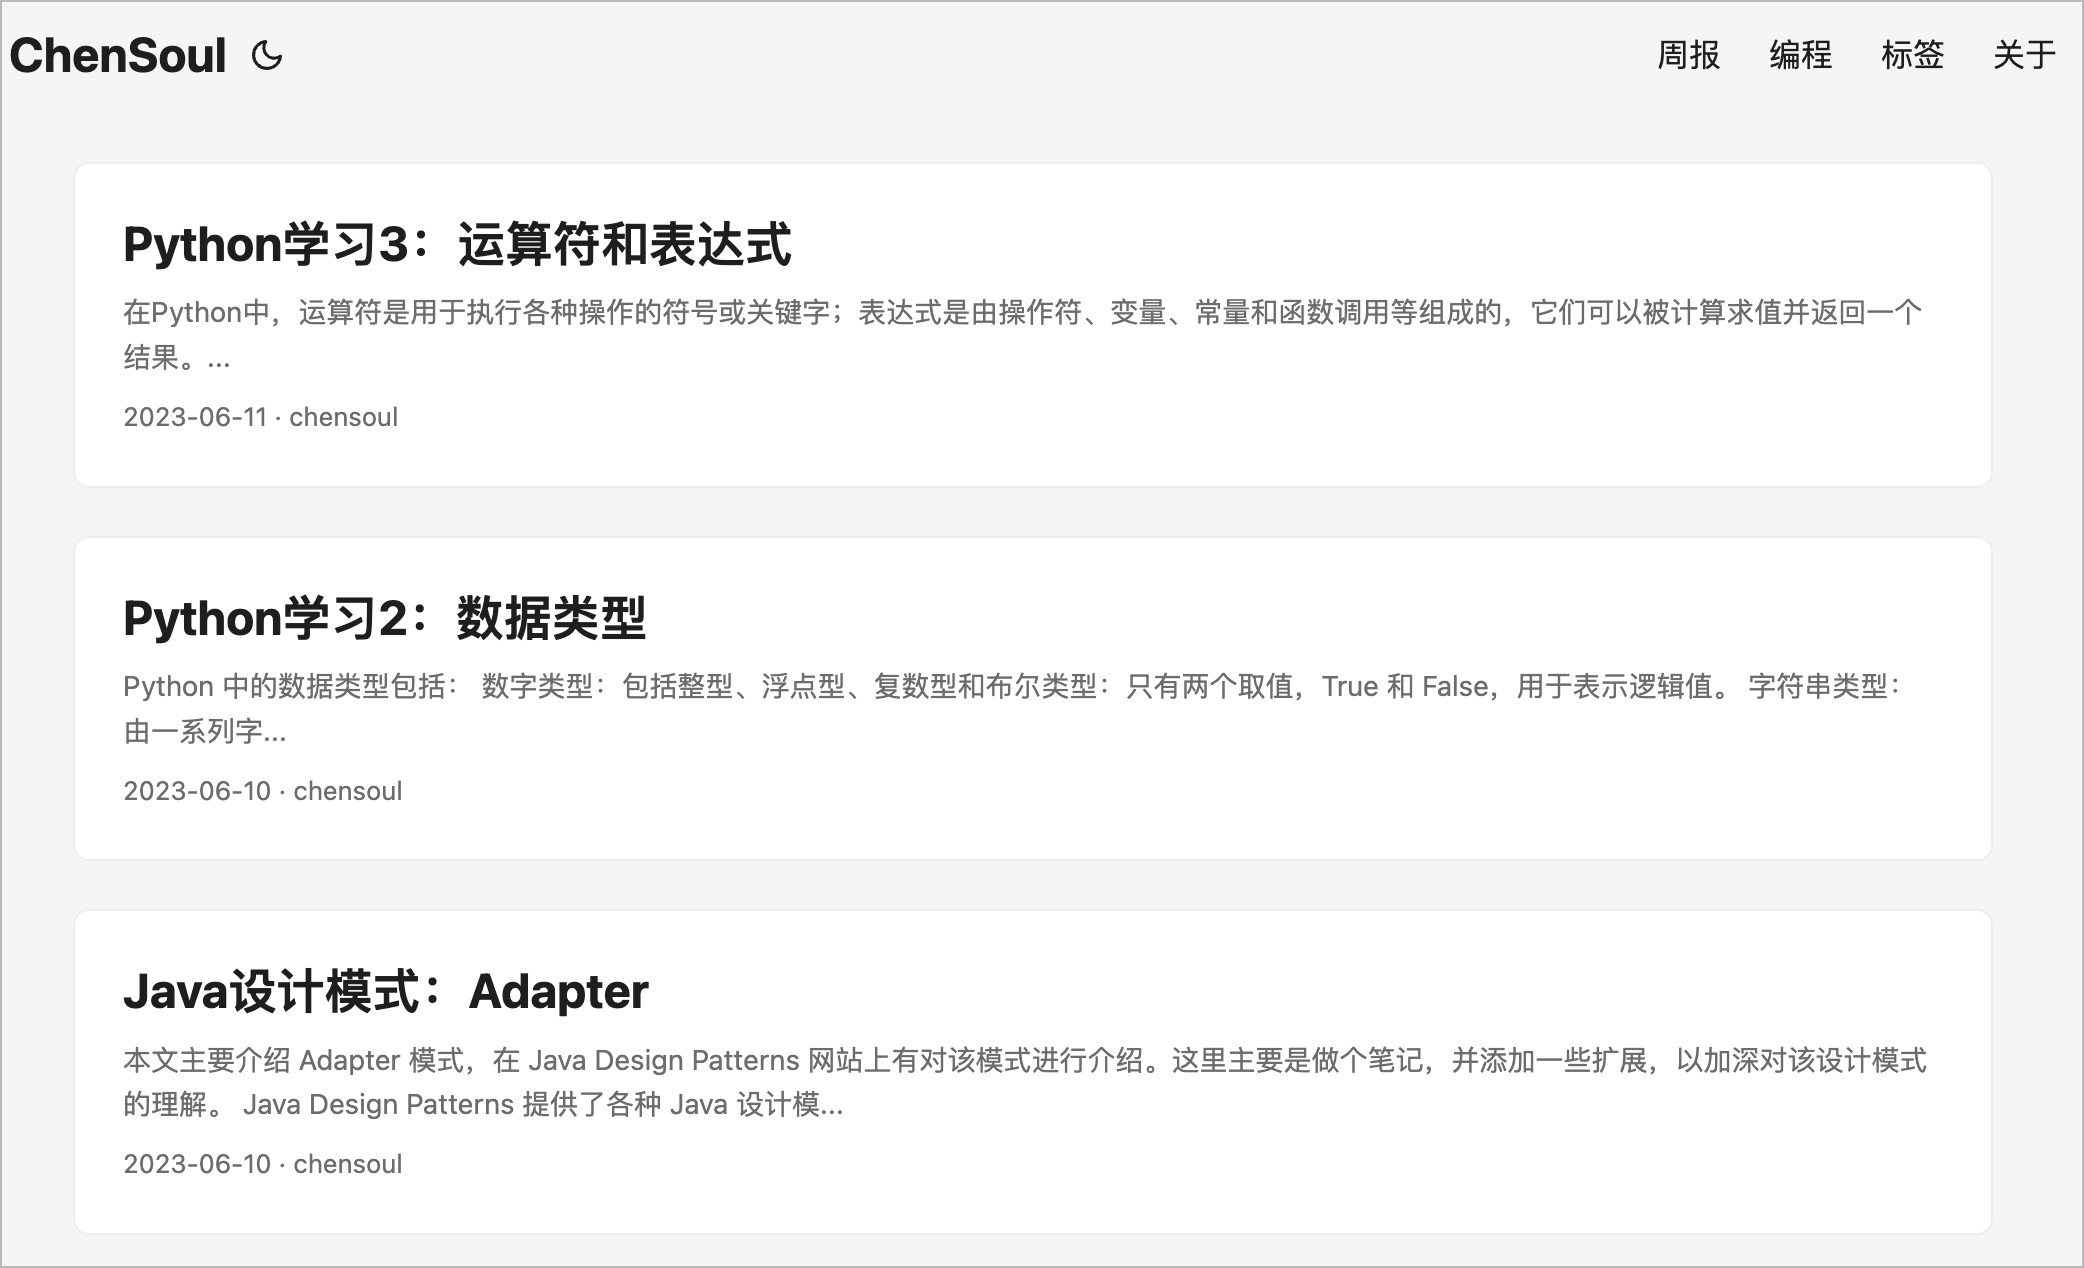 ChenSoul
周报 编程 标签 关于
Python学习3：运算符和表达式
在Python中，运算符是用于执行各种操作的符号或关键字；表达式是由操作符、变量、常量和函数调用等组成的，它们可以被计算求值并返回一个
结果。...
2023-06-11 · chensoul
Python学习2：数据类型
Python 中的数据类型包括： 数字类型：包括整型、浮点型、复数型和布尔类型：只有两个取值，True 和 False，用于表示逻辑值。 字符串类型：
由一系列字...
2023-06-10 · chensoul
Java设计模式：Adapter
本文主要介绍 Adapter 模式，在 Java Design Patterns 网站上有对该模式进行介绍。这里主要是做个笔记，并添加一些扩展，以加深对该设计模式
的理解。 Java Design Patterns 提供了各种 Java 设计模...
2023-06-10 · chensoul